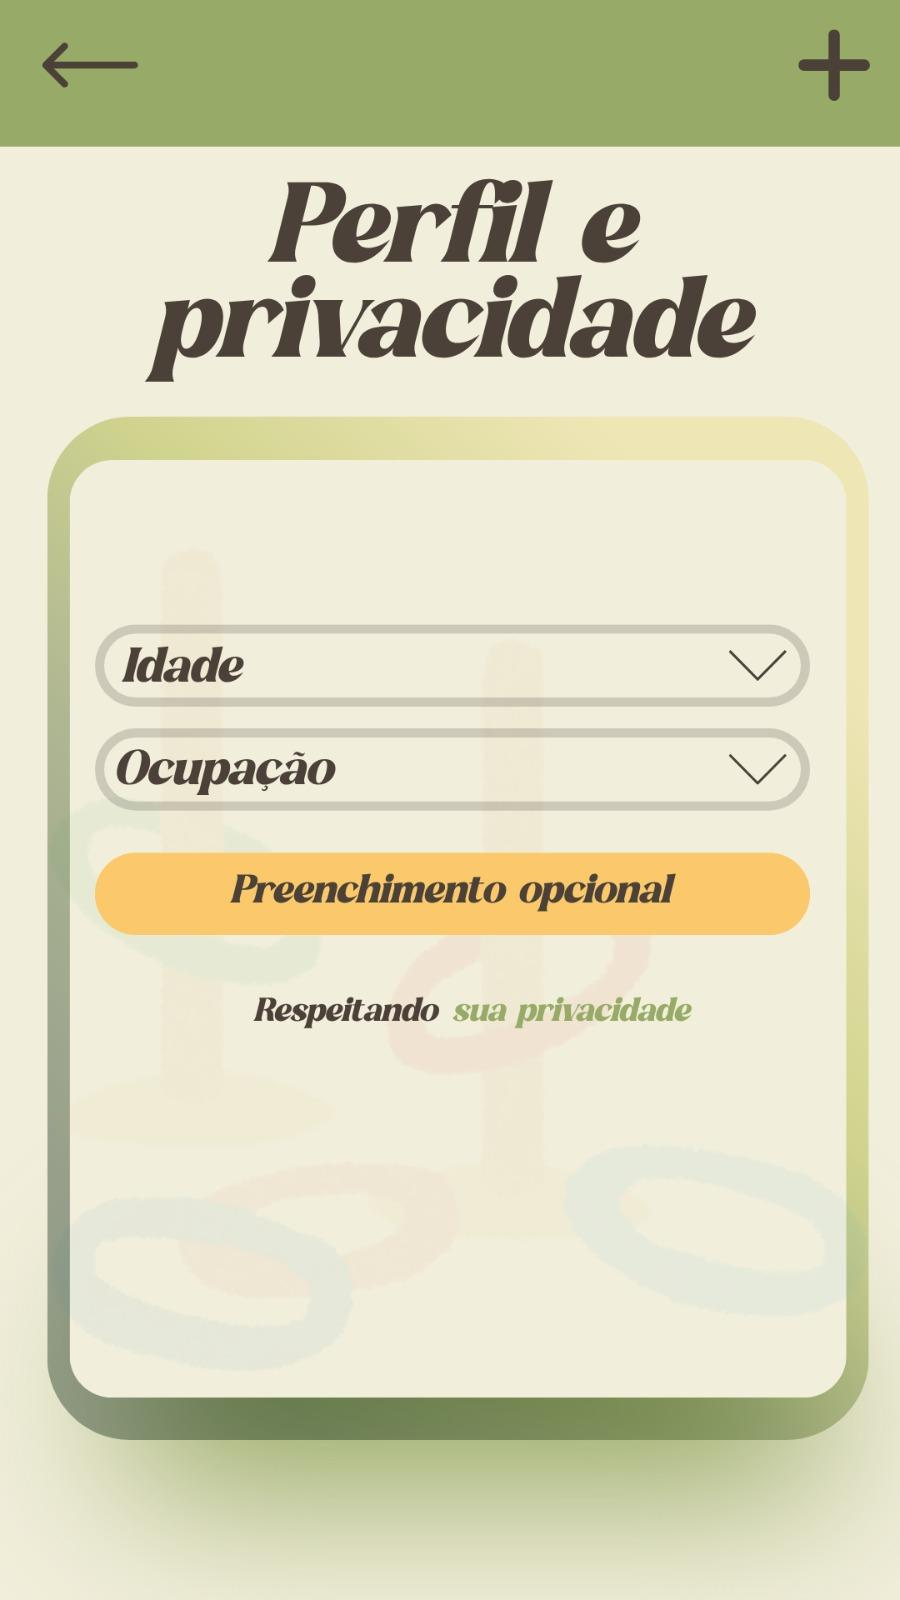 Perfil e
privacidade
Idade
Ocupação
Preenchimento opcional
Respeitando sua privacidade